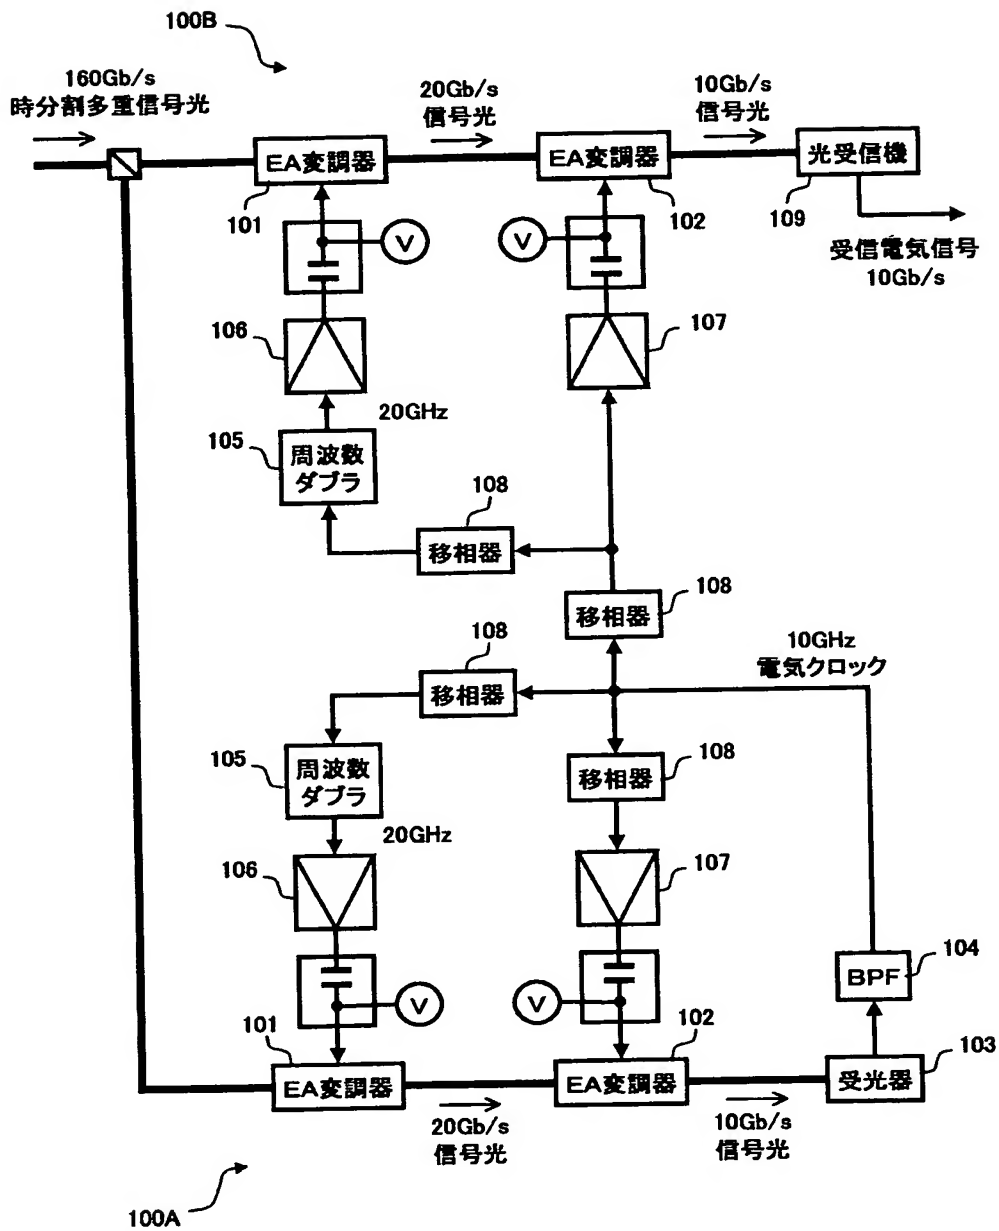 100B
160Gb/s
時分割多重信号光
20Gb/s
信号光
10Gb/s
信号光
EA変調器
EA変調器
光受信機
101
102
109
V
V
受信電気信号
10Gb/s
106
107
20GHz
105
周波数
ダブラ
108
移相器
移相器
108
108
移相器
10GHz
電気クロック
105
周波数
ダブラ
移相器
108
20GHz
106
107
BPF
104
V
V
101
102
103
EA変調器
EA変調器
受光器
20Gb/s
信号光
10Gb/s
信号光
100A